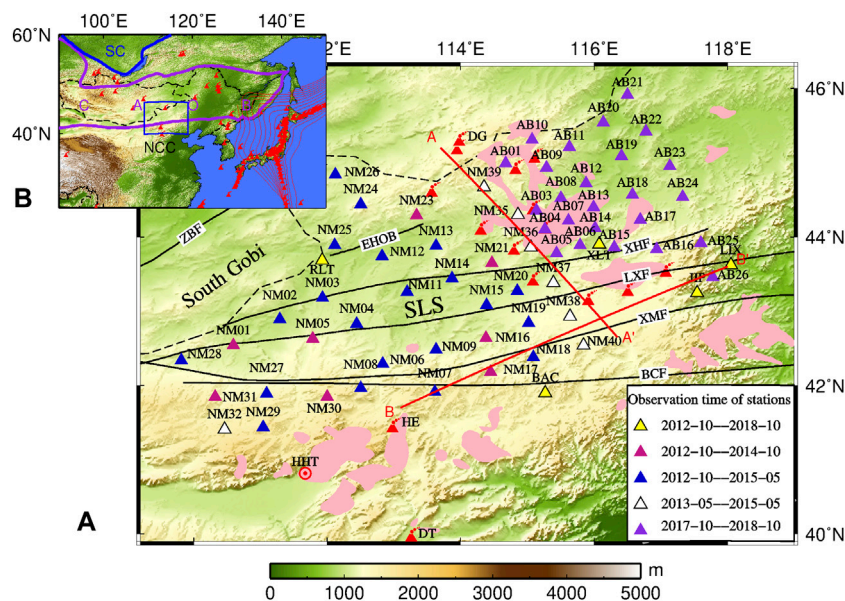 100°E 120°E 140°E
60°E
40°N
SC
C
A
NCC
B
2°E 114°E 116°E 118°E
46°N
44°N
42°N
40°N
AB21
AB20
AB22
DG
AB10
AB11
AB19
AB01
AB09
AB23
NM26
NM39
AB12
AB08
AB18
AB24
NM24
AB03
AB13
NM23
NM35
AB07
AB04
AB14
AB17
ZBF
NM25
NM13
NM36
AB05
AB06
XHF
EHOB
NM12
NM21
XLT
AB15
AB16
AB25
LIX
South Gobi
RLT
NM14
NM20
NM37
LXF
B
AB26
NM02
NM03
NM11
NM15
JIP
SLS
NM38
XMF
NM01
NM05
NM04
NM19
NM16
A'
NM40
NM28
NM09
NM18
NM06
NM08
NM27
NM07
NM17
BAC
BCF
NM31
NM30
NM32
NM29
B
HE
HHT
DT
A
Observation time of stations
2012-10—2018-10
2012-10—2014-10
2012-10—2015-05
2013-05—2015-05
2017-10—2018-10
0 1000 2000 3000 4000 5000 m